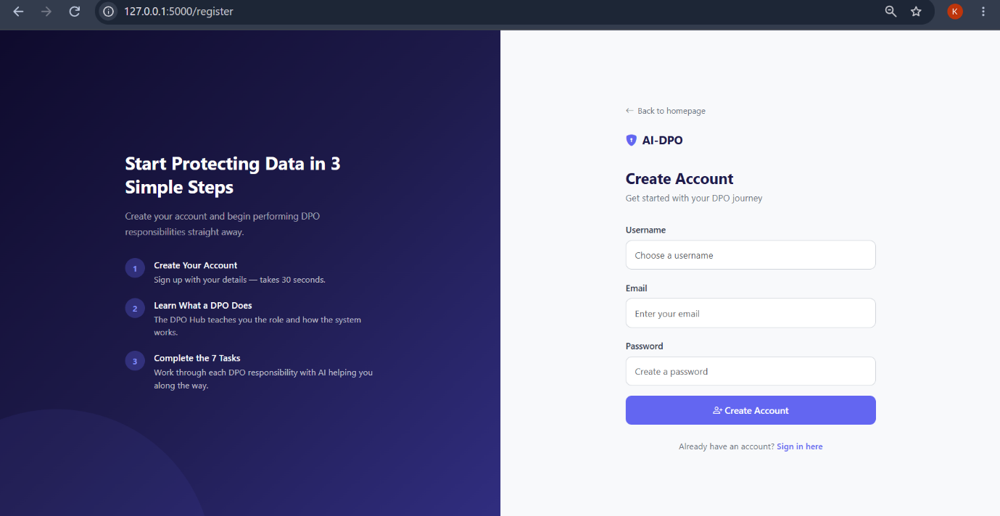 127.0.0.1:5000/register
K
Start Protecting Data in 3
Simple Steps
Create your account and begin performing DPO
responsibilities straight away.
1
Create Your Account
Sign up with your details — takes 30 seconds.
2
Learn What a DPO Does
The DPO Hub teaches you the role and how the system
works.
3
Complete the 7 Tasks
Work through each DPO responsibility with AI helping you
along the way.
← Back to homepage
AI-DPO
Create Account
Get started with your DPO journey
Username
Choose a username
Email
Enter your email
Password
Create a password
Create Account
Already have an account? Sign in here